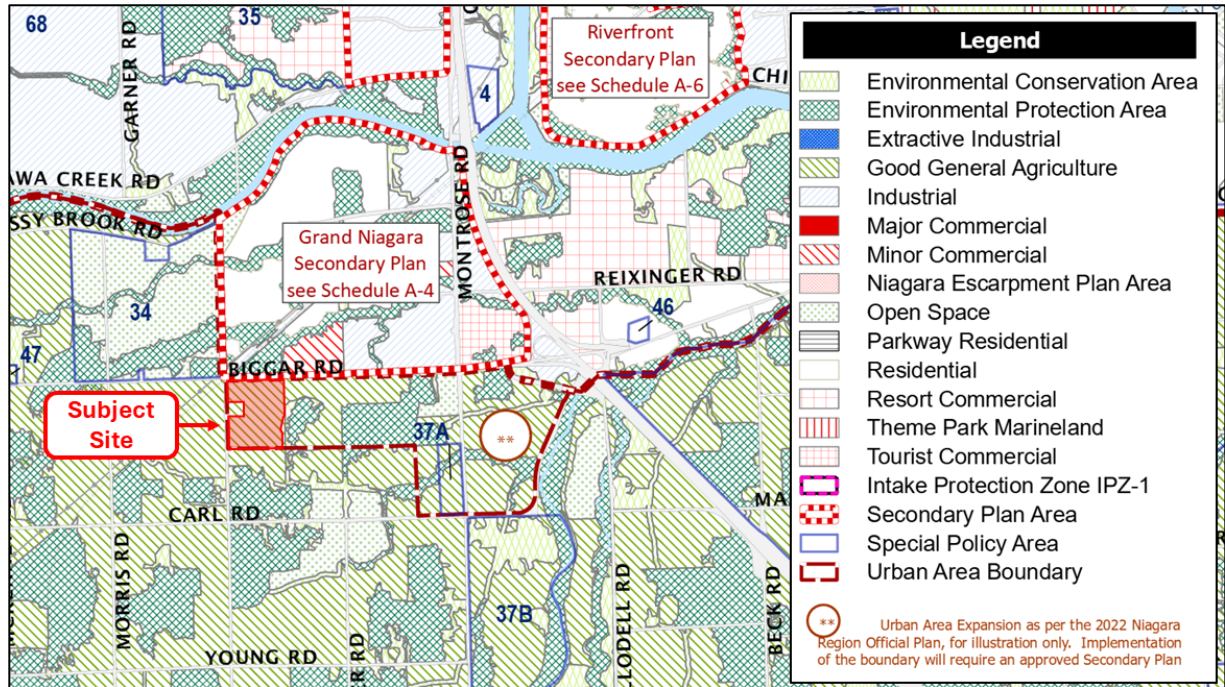 68
35
GARNER RD
Riverfront
Secondary Plan
see Schedule A-6
4
CHI
AWA CREEK RD
SSY BROOK RD
MONTROSE RD
Grand Niagara
Secondary Plan
see Schedule A-4
REIXINGER RD
34
46
47
BIGGAR RD
Subject
Site
37A
**
CARL RD
MA
MORRIS RD
37B
LODELL RD
BECK RD
YOUNG RD
ER RD
Legend
Environmental Conservation Area
Environmental Protection Area
Extractive Industrial
Good General Agriculture
Industrial
Major Commercial
Minor Commercial
Niagara Escarpment Plan Area
Open Space
Parkway Residential
Residential
Resort Commercial
Theme Park Marineland
Tourist Commercial
Intake Protection Zone IPZ-1
Secondary Plan Area
Special Policy Area
Urban Area Boundary
** Urban Area Expansion as per the 2022 Niagara
Region Official Plan, for illustration only. Implementation
of the boundary will require an approved Secondary Plan